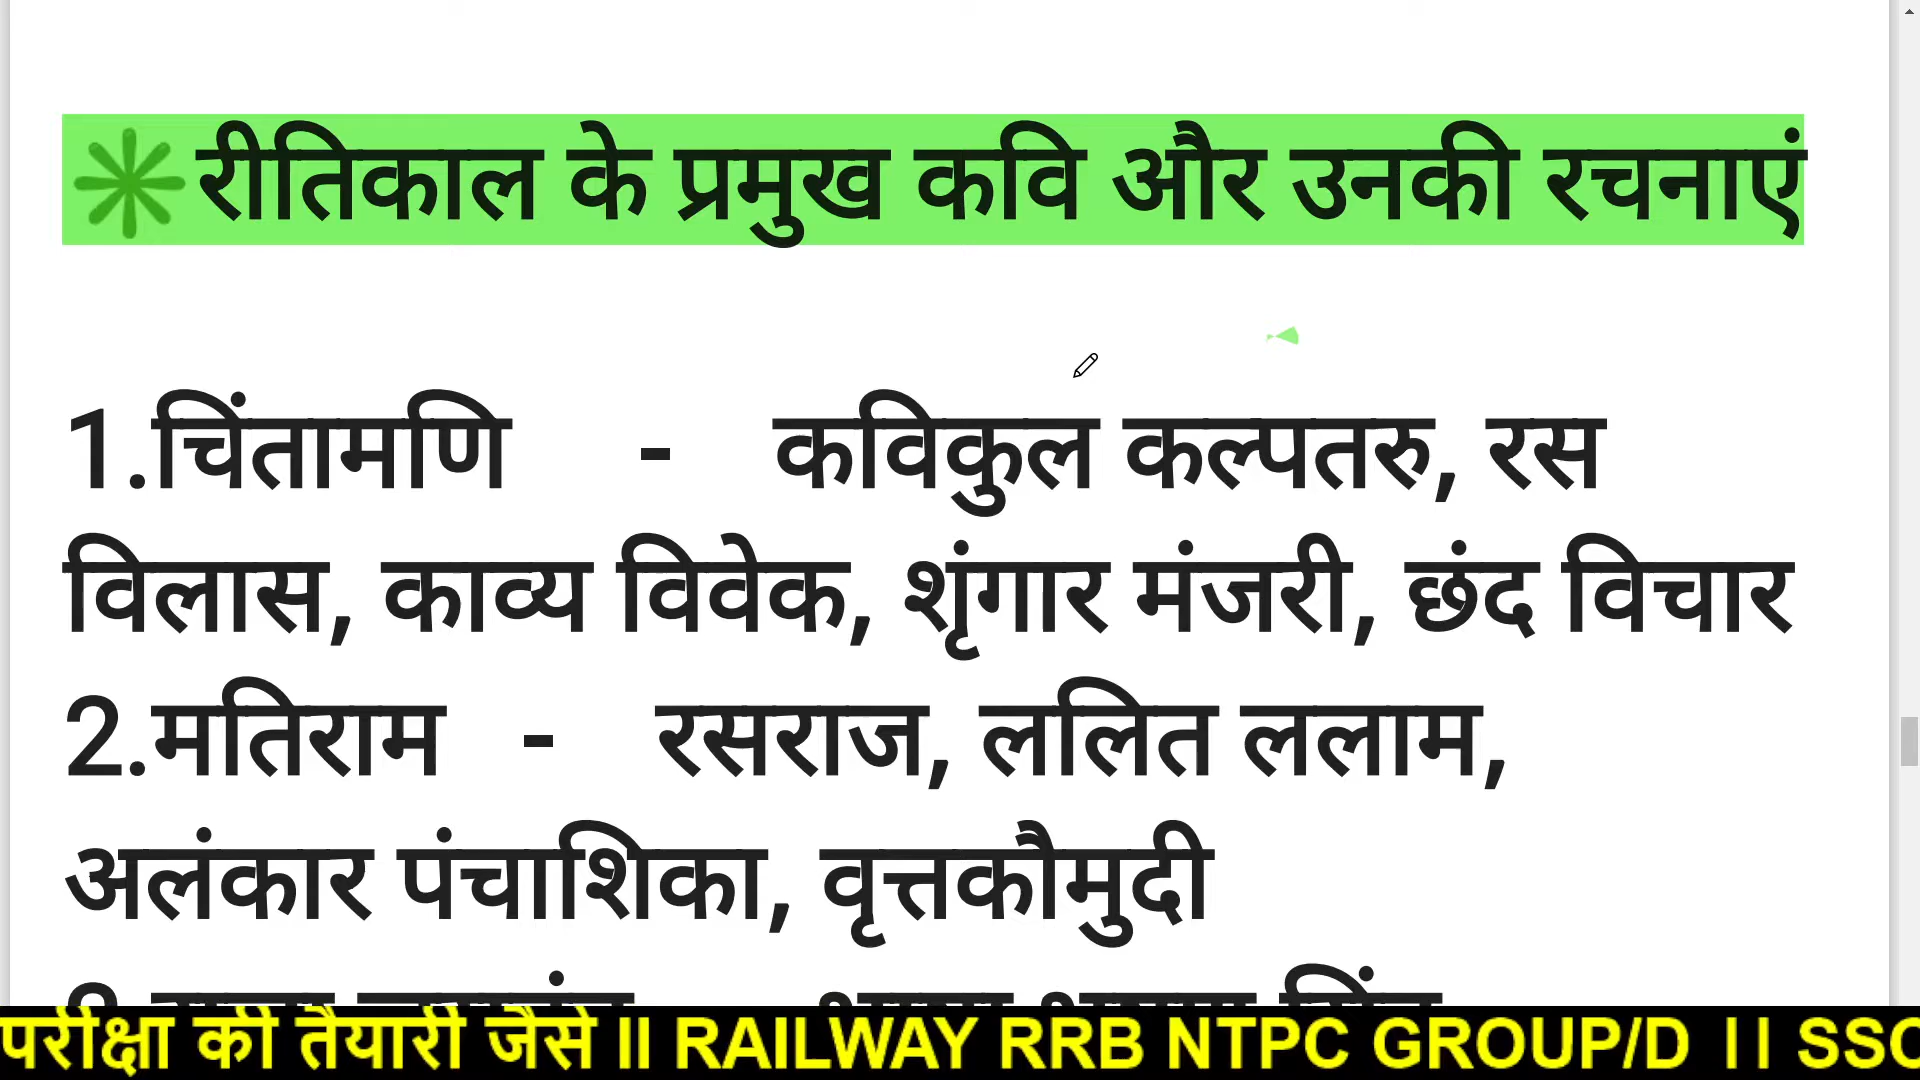 रीतिकाल के प्रमुख कवि और उनकी रचनाएं
1.चिंतामणि - कविकुल कल्पतरु, रस
विलास, काव्य विवेक, शृंगार मंजरी, छंद विचार
2.मतिराम - रसराज, ललित ललाम,
अलंकार पंचाशिका, वृत्तकौमुदी
परीक्षा की तैयारी जैसे ll RAILWAY RRB NTPC GROUP/D ।। SSC